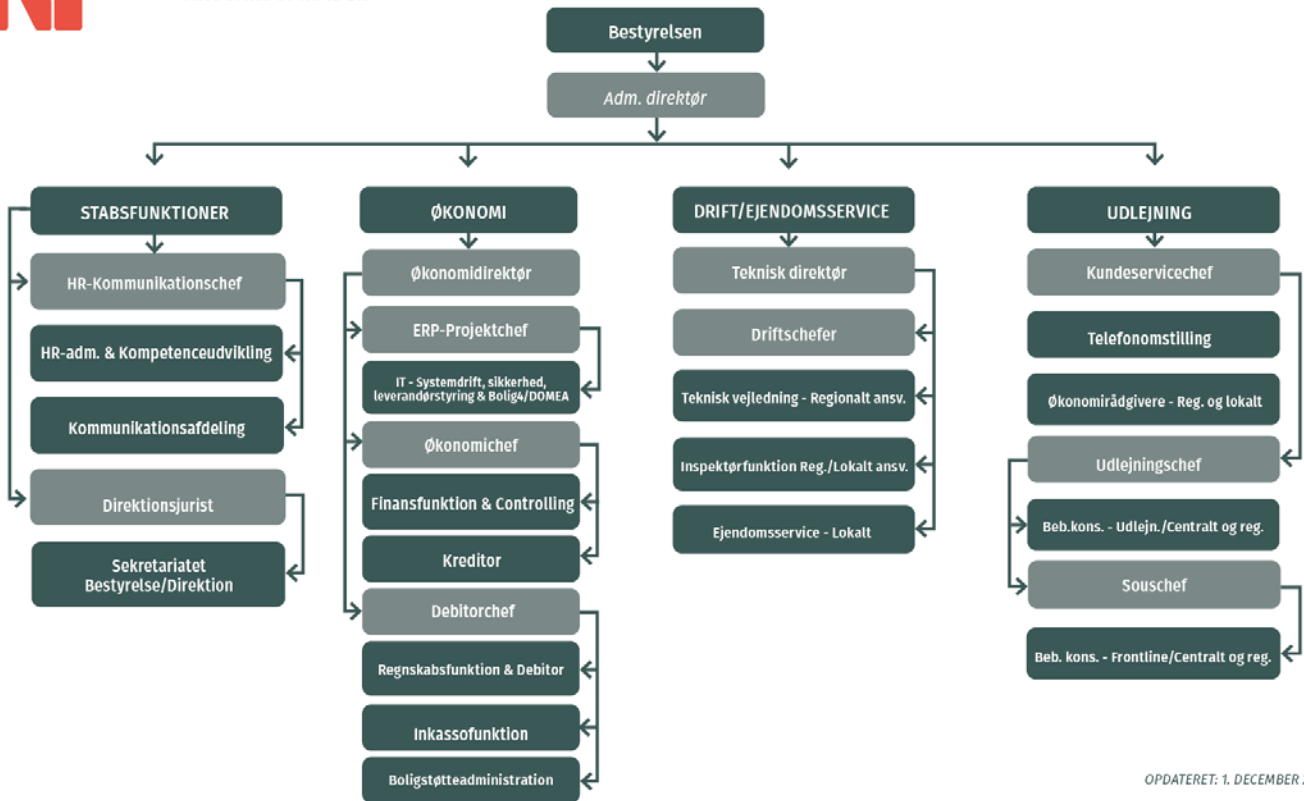 Bestyrelsen
Adm. direktør
STABSFUNKTIONER
HR-Kommunikationschef
HR-adm. & Kompetenceudvikling
Kommunikationsafdeling
Direktionsjurist
Sekretariatet
Bestyrelse/Direktion
ØKONOMI
Økonomidirektør
ERP-Projektchef
IT - Systemdrift, sikkerhed,
leverandørstyring & Bolig4/DOMEA
Økonomichef
Finansfunktion & Controlling
Kreditor
Debitorchef
Regnskabsfunktion & Debitor
Inkassofunktion
Boligstøtteadministration
DRIFT/EJENDOMSSERVICE
Teknisk direktør
Driftschefer
Teknisk vejledning - Regionalt ansv.
Inspektørfunktion Reg./Lokalt ansv.
Ejendomsservice - Lokalt
UDLEJNING
Kundeservicechef
Telefonomstilling
Økonomirådgivere - Reg. og lokalt
Udlejningschef
Beb.kons. - Udlejn./Centralt og reg.
Souschef
Beb. kons. - Frontline/Centralt og reg.
OPDATERET: 1. DECEMBER